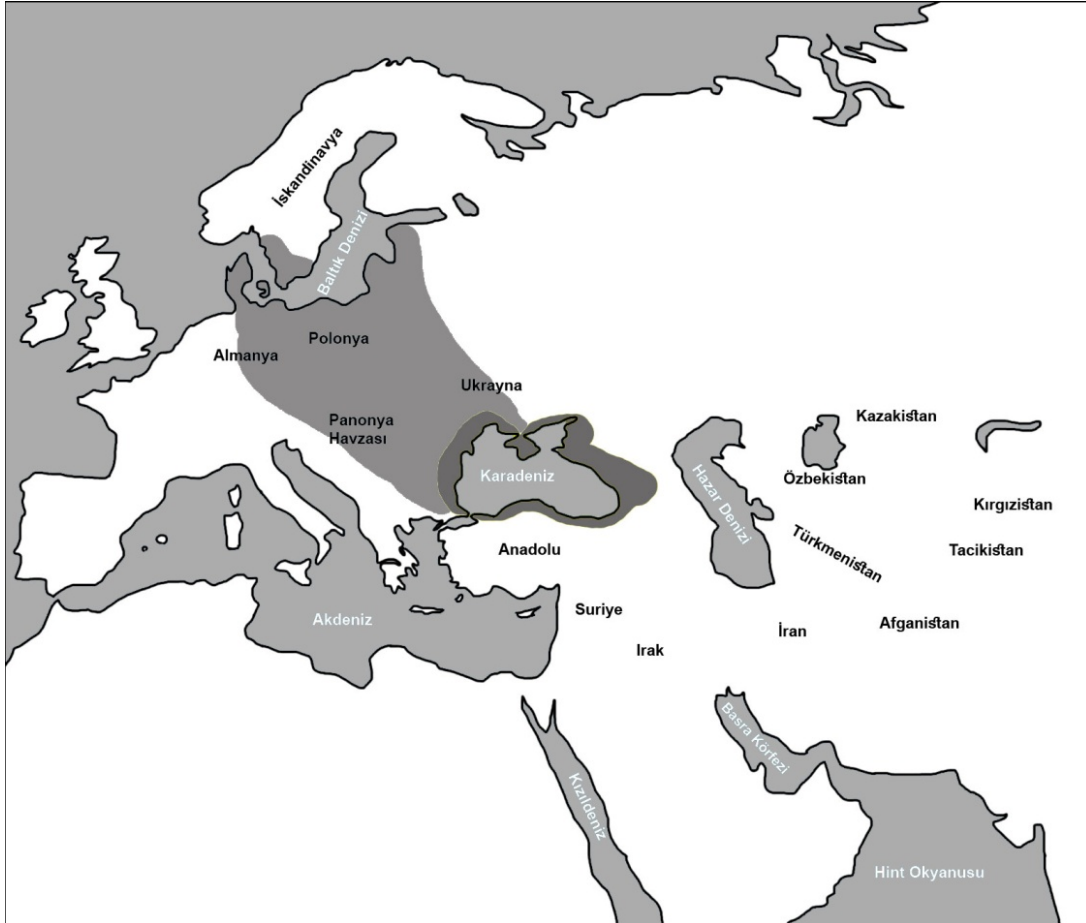 İskandinavya
Baltık Denizi
Polonya
Almanya
Ukrayna
Panonya
Havzası
Kazakistan
Karadeniz
Hazar Denizi
Özbekistan
Kırgızistan
Anadolu
Türkmenistan
Tacikistan
Suriye
Akdeniz
Irak
İran
Afganistan
Basra Körfezi
Kızıldeniz
Hint Okyanusu